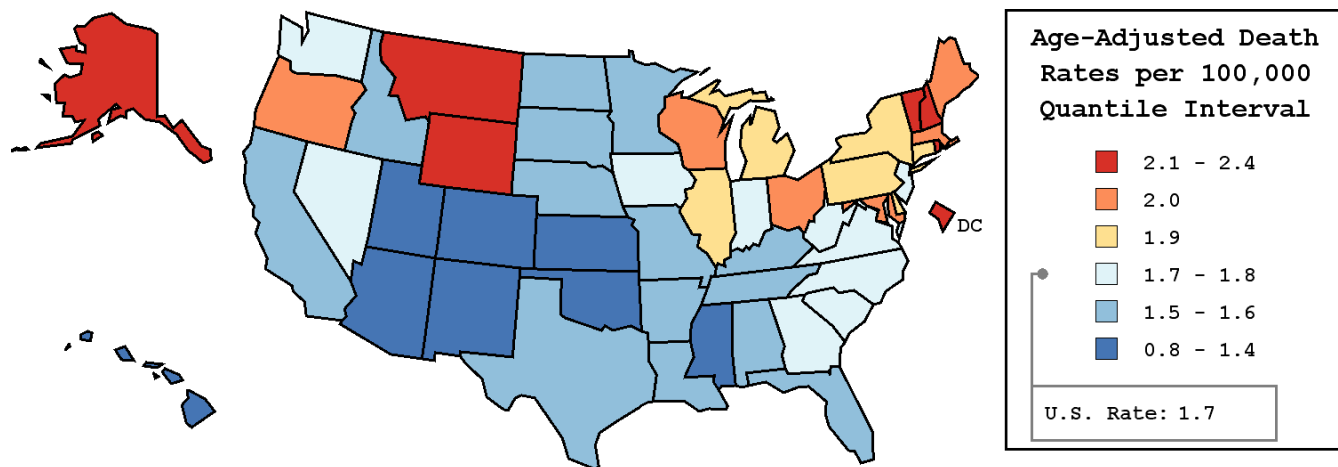 Age-Adjusted Death
Rates per 100,000
Quantile Interval
2.1 - 2.4
2.0
1.9
1.7 - 1.8
1.5 - 1.6
0.8 - 1.4
U.S. Rate: 1.7
DC